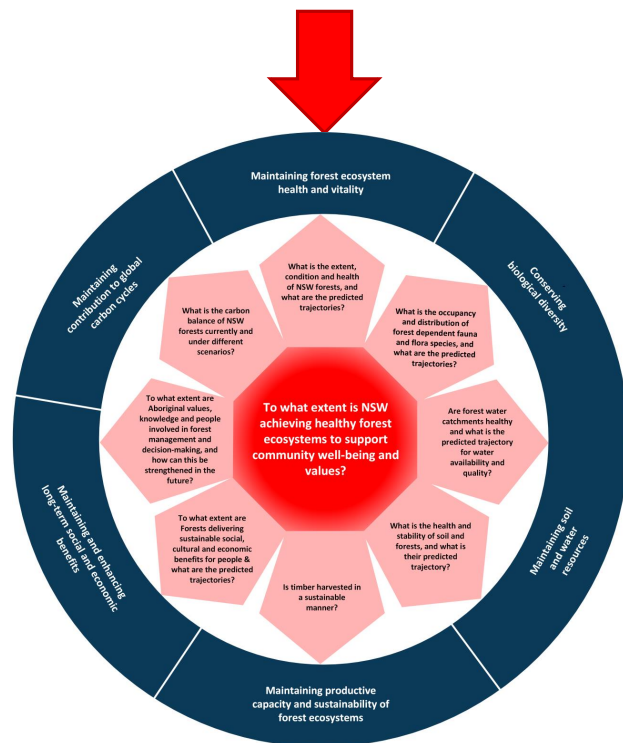 Maintaining forest ecosystem
health and vitality
Conserving
biological diversity
Maintaining soil
and water
resources
Maintaining productive
capacity and sustainability of
forest ecosystems
Maintaining and enhancing
long-term social and economic
benefits
Maintaining
contribution to global
carbon cycles
What is the extent,
condition and health
of NSW forests, and
what are the predicted
trajectories?
What is the occupancy
and distribution of
forest dependent fauna
and flora species, and
what are the predicted
trajectories?
Are forest water
catchments healthy
and what is the
predicted trajectory
for water
availability and
quality?
What is the health and
stability of soil and
forests, and what is
their predicted
trajectory?
Is timber harvested in
a sustainable
manner?
To what extent are
Forests delivering
sustainable social,
cultural and economic
benefits for people &
what are the predicted
trajectories?
To what extent are
Aboriginal values,
knowledge and people
involved in forest
management and
decision-making, and
how can this be
strengthened in the
future?
What is the carbon
balance of NSW
forests currently and
under different
scenarios?
To what extent is NSW
achieving healthy forest
ecosystems to support
community well-being and
values?